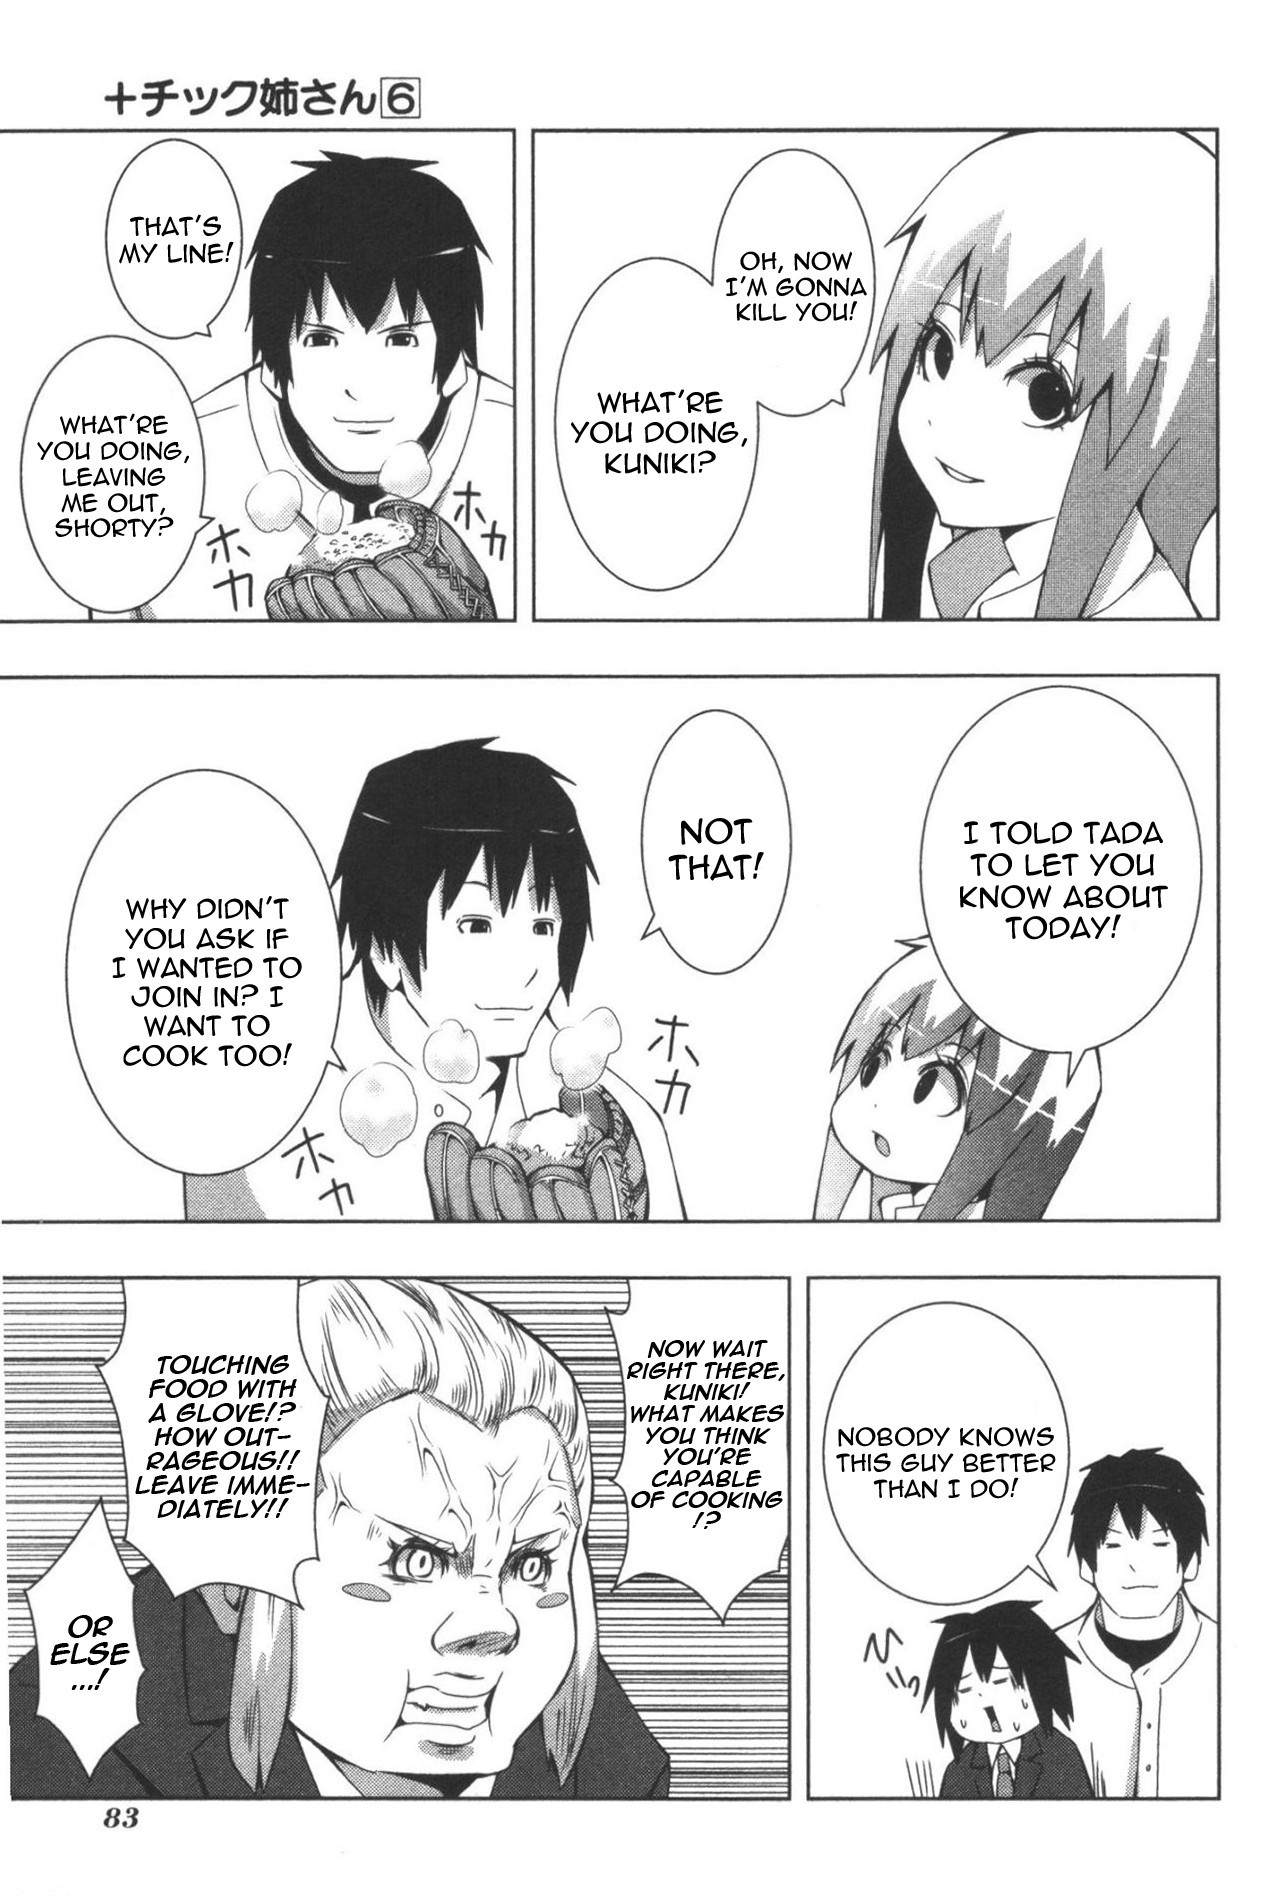 +チック姉さん 6
OH, NOW
I'M GONNA
KILL YOU!
WHAT'RE
YOU DOING,
KUNIKI?
THAT'S
MY LINE!
WHAT'RE
YOU DOING,
LEAVING
ME OUT,
SHORTY?
ホカ
ホカ
I TOLD TADA
TO LET YOU
KNOW ABOUT
TODAY!
NOT
THAT!
WHY DIDN'T
YOU ASK IF
I WANTED TO
JOIN IN? I
WANT TO
COOK TOO!
ホカ
ホカ
NOBODY KNOWS
THIS GUY BETTER
THAN I DO!
NOW WAIT
RIGHT THERE,
KUNIKI!
WHAT MAKES
YOU THINK
YOU'RE
CAPABLE
OF COOKING
!?
TOUCHING
FOOD WITH
A GLOVE!?
HOW OUT-
RAGEOUS!!
LEAVE IMME-
DIATELY!!
OR
ELSE
...!
83